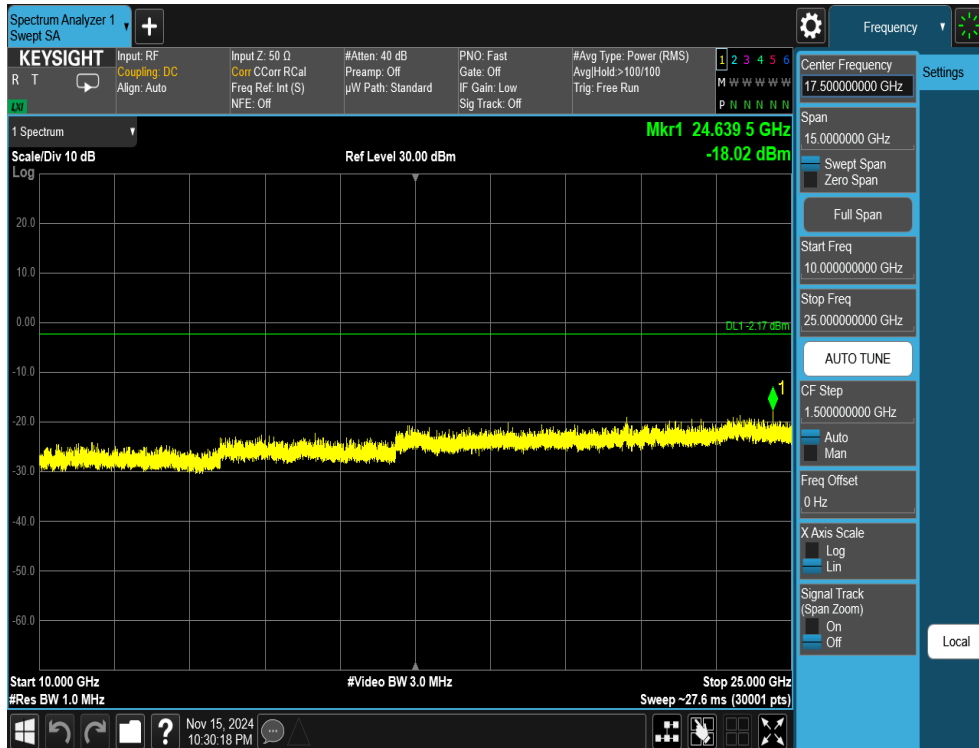 Spectrum Analyzer 1
Swept SA
+
Frequency
KEYSIGHT
R T
LXI
Input: RF
Coupling: DC
Align: Auto
Input Z: 50 Ω
Corr CCorr RCal
Freq Ref: Int (S)
NFE: Off
#Atten: 40 dB
Preamp: Off
µW Path: Standard
PNO: Fast
Gate: Off
IF Gain: Low
Sig Track: Off
#Avg Type: Power (RMS)
Avg|Hold:>100/100
Trig: Free Run
1 2 3 4 5 6
M W W W W W
P N N N N N
1 Spectrum
Mkr1 24.639 5 GHz
Scale/Div 10 dB
Ref Level 30.00 dBm
-18.02 dBm
Log
20.0
10.0
0.00
DL1 -2.17 dBm
-10.0
1
-20.0
-30.0
-40.0
-50.0
-60.0
Start 10.000 GHz
#Video BW 3.0 MHz
Stop 25.000 GHz
#Res BW 1.0 MHz
Sweep ~27.6 ms (30001 pts)
?
Nov 15, 2024
10:30:18 PM
Center Frequency
17.500000000 GHz
Settings
Span
15.0000000 GHz
Swept Span
Zero Span
Full Span
Start Freq
10.000000000 GHz
Stop Freq
25.000000000 GHz
AUTO TUNE
CF Step
1.500000000 GHz
Auto
Man
Freq Offset
0 Hz
X Axis Scale
Log
Lin
Signal Track
(Span Zoom)
On
Off
Local